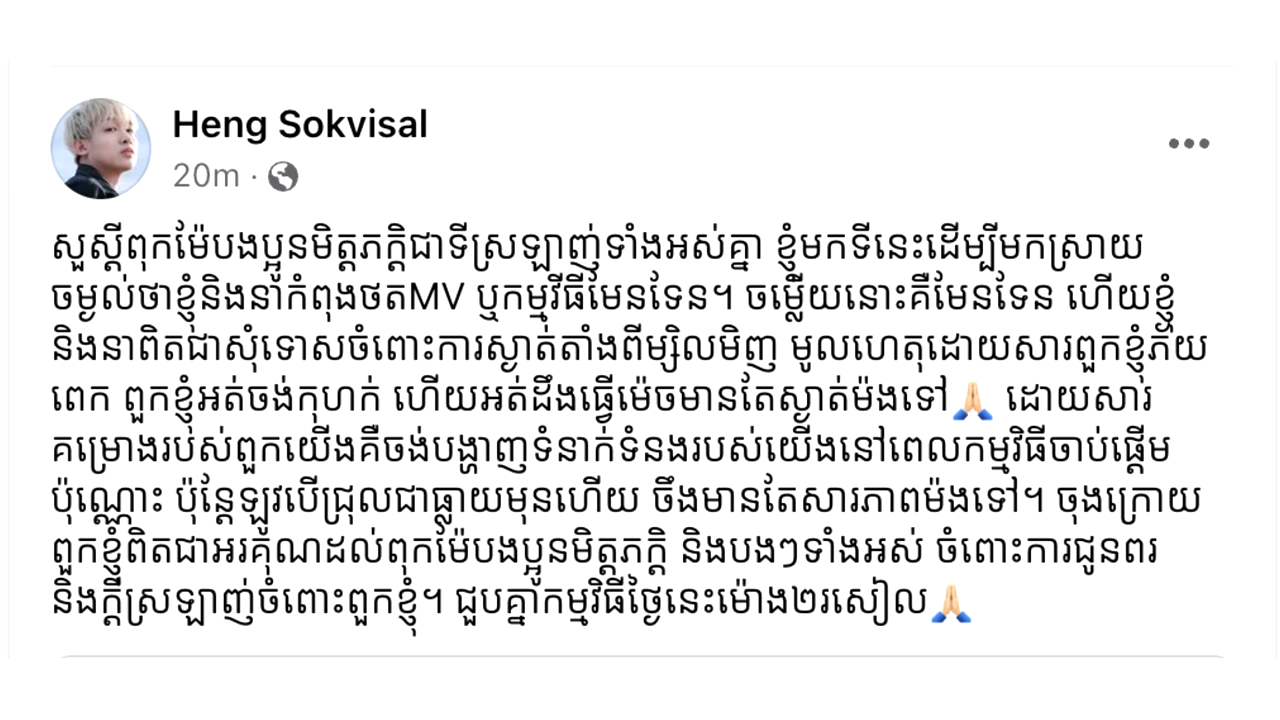 Heng Sokvisal
20m ·
សួស្តីពុកម៉ែបងប្អូនមិត្តភក្តិជាទីស្រឡាញ់ទាំងអស់គ្នា ខ្ញុំមកទីនេះដើម្បីមកស្រាយ
ចម្ងល់ថាខ្ញុំនិងនាកំពុងថតMV ឬកម្មវីធីមែនទែន។ ចម្លើយនោះគឺមែនទែន ហើយខ្ញុំ
និងនាពិតជាសុំទោសចំពោះការស្ងាត់តាំងពីម្សិលមិញ មូលហេតុដោយសារពួកខ្ញុំភ័យ
ពេក ពួកខ្ញុំអត់ចង់កុហក់ ហើយអត់ដឹងធ្វើម៉េចមានតែស្ងាត់ម៉ងទៅ🙏🏻 ដោយសារ
គម្រោងរបស់ពួកយើងគឺចង់បង្ហាញទំនាក់ទំនងរបស់យើងនៅពេលកម្មវិធីចាប់ផ្តើម
ប៉ុណ្ណោះ ប៉ុន្តែឡូវបើជ្រុលជាធ្លាយមុនហើយ ចឹងមានតែសារភាពម៉ងទៅ។ ចុងក្រោយ
ពួកខ្ញុំពិតជាអរគុណដល់ពុកម៉ែបងប្អូនមិត្តភក្តិ និងបងៗទាំងអស់ ចំពោះការជូនពរ
និងក្តីស្រឡាញ់ចំពោះពួកខ្ញុំ។ ជួបគ្នាកម្មវិធីថ្ងៃនេះម៉ោង២រសៀល🙏🏻